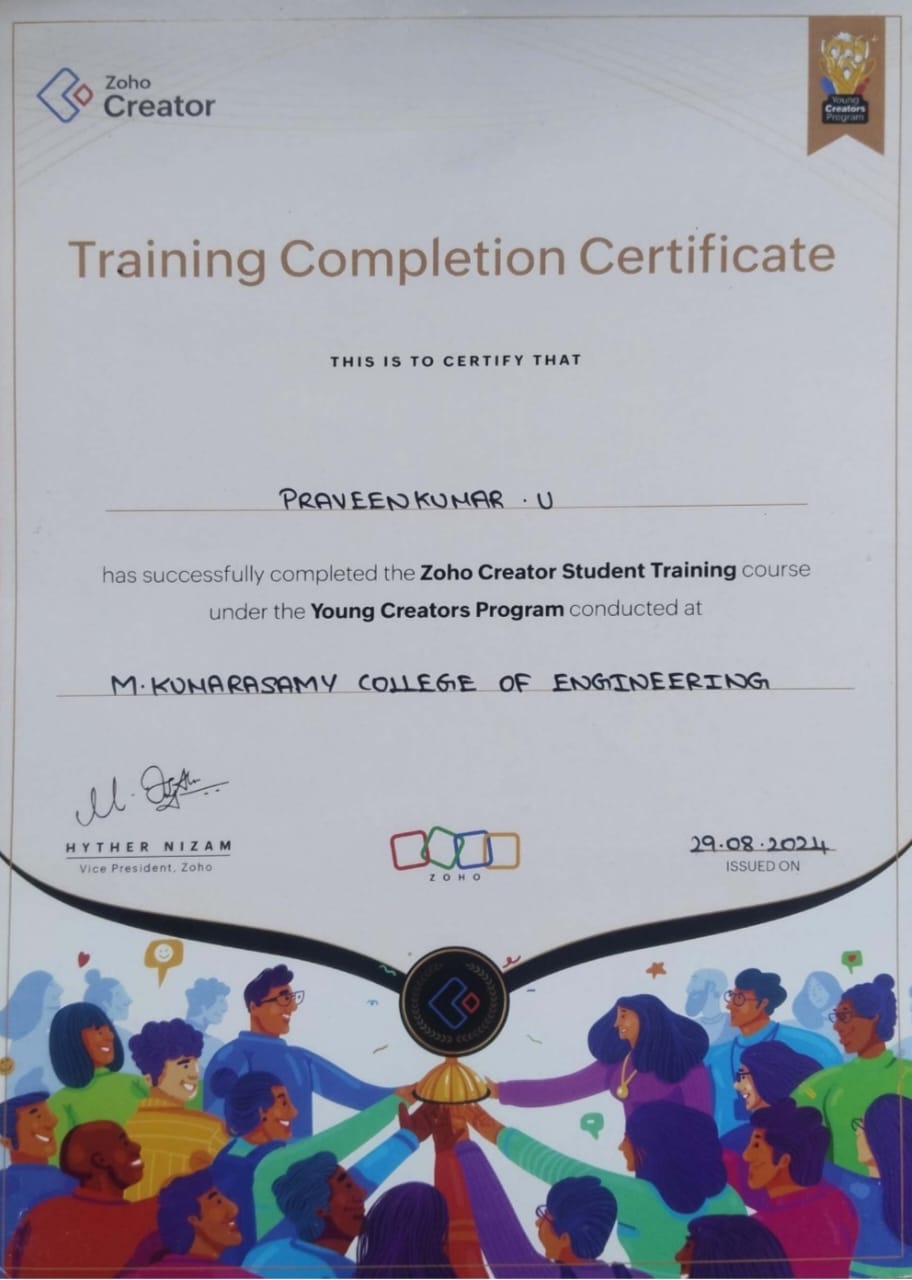 Zoho
Creator
Young
Creators
Program
Training Completion Certificate
THIS IS TO CERTIFY THAT
PRAVEENKUMAR . U
has successfully completed the Zoho Creator Student Training course
under the Young Creators Program conducted at
M.KUMARASAMY COLLEGE OF ENGINEERING
HYTHER NIZAM
Vice President, Zoho
ZOHO
29.08.2024
ISSUED ON